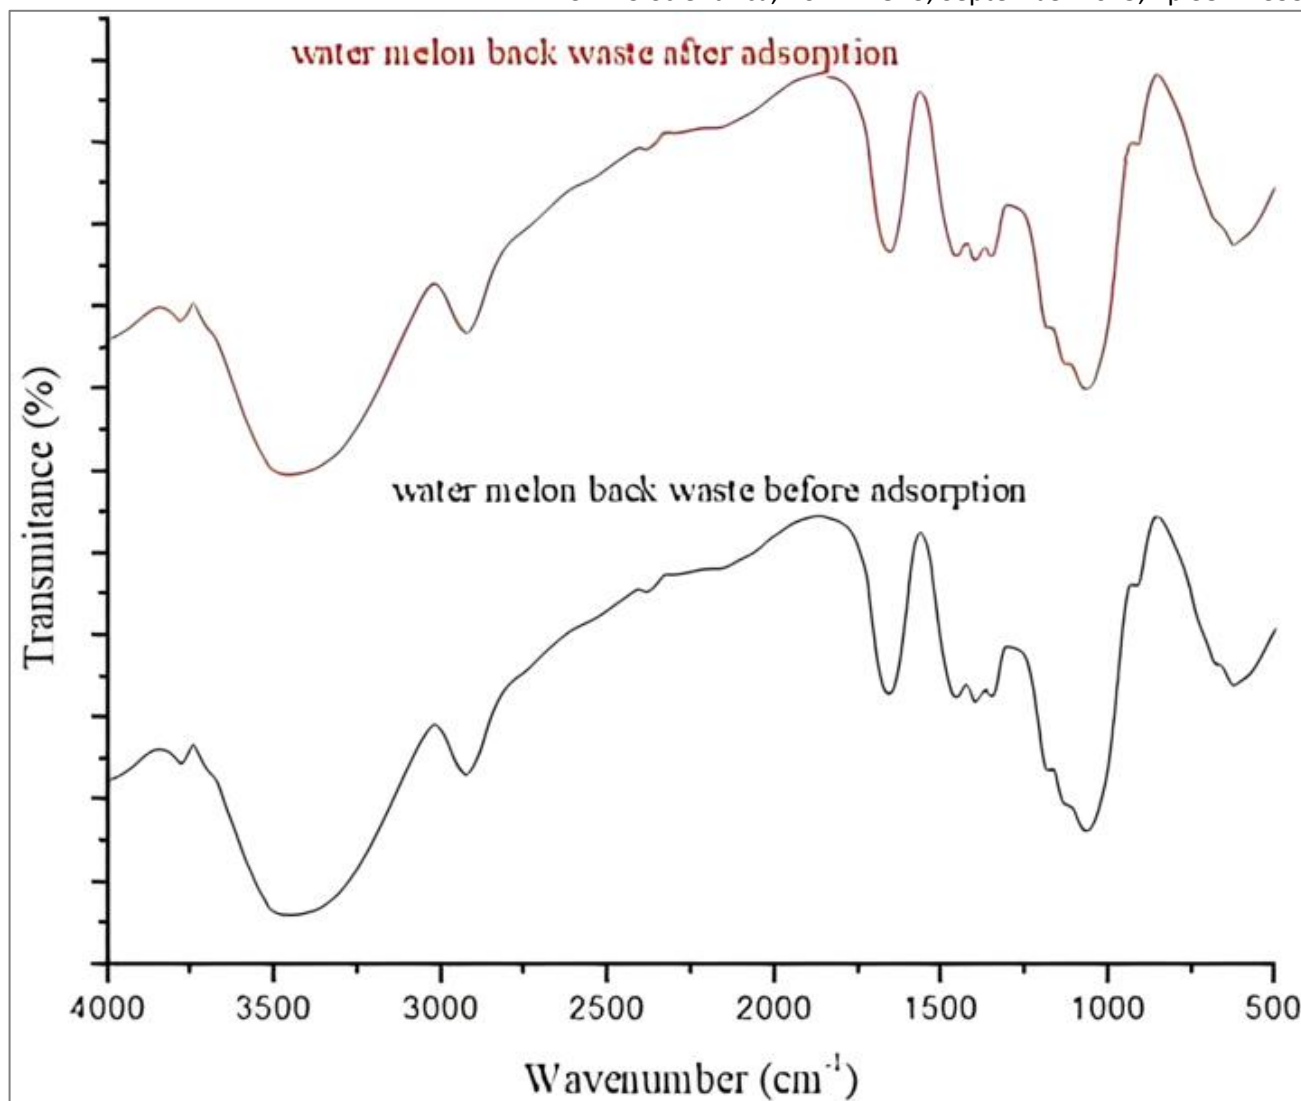 water melon back waste after adsorption
water melon back waste before adsorption
Transmitance (%)
4000 3500 3000 2500 2000 1500 1000 500
Wavenumber (cm⁻¹)